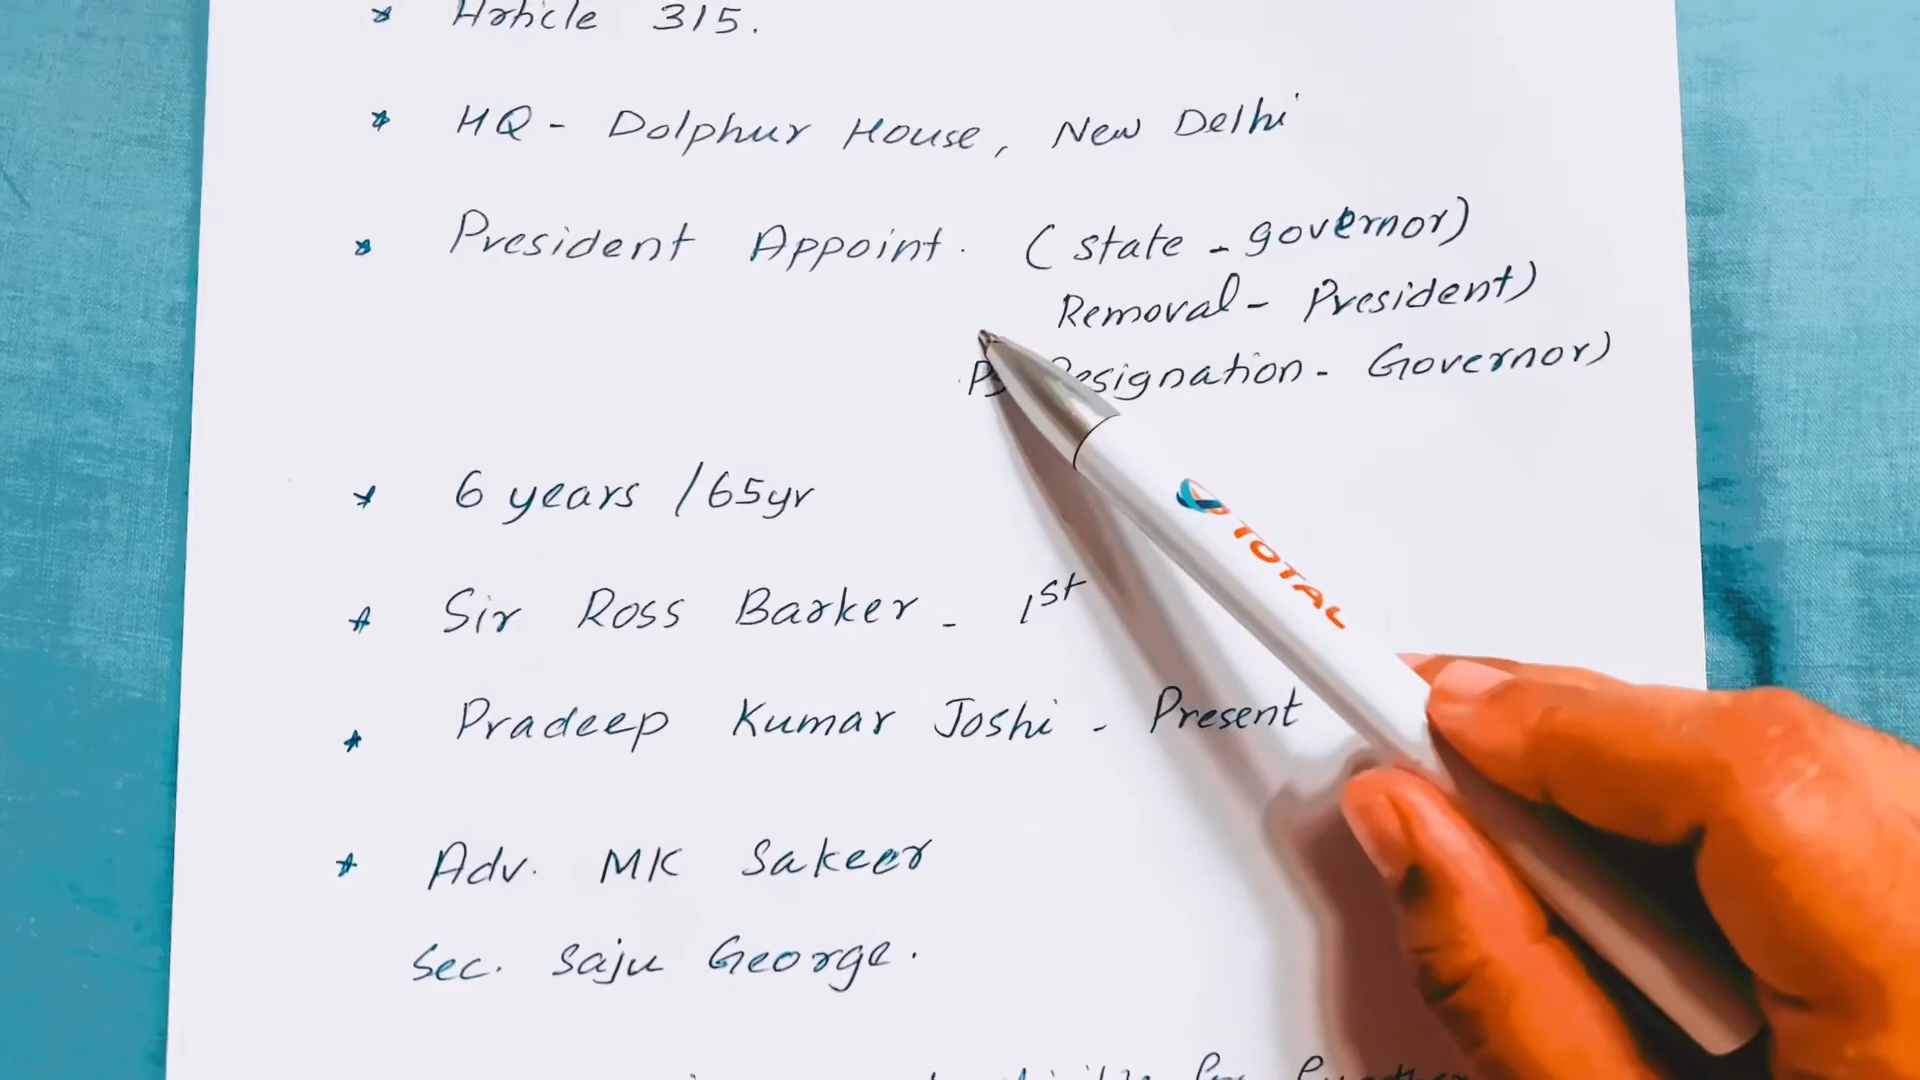 * Article 315.
* HQ - Dolphur House, New Delhi
* President Appoint. (state - governor)
Removal - President)
Resignation - Governor)
* 6 years / 65yr
* Sir Ross Barker - 1st
* Pradeep Kumar Joshi - Present
* Adv. MK Sakeer
Sec. Saju George.
TOTAL